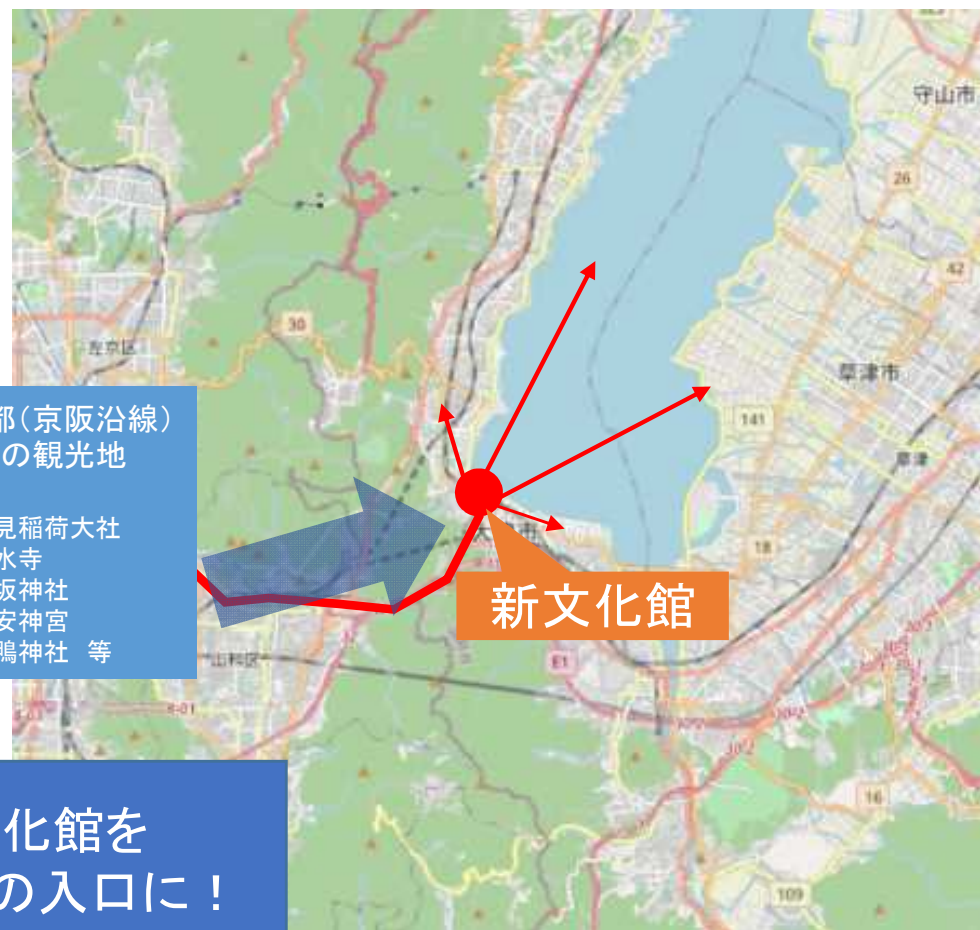 守山市
26
42
30
左京区
草津市
141
草津
都(京阪沿線)
の観光地
見稲荷大社
水寺
坂神社
安神宮
鴨神社 等
18
新文化館
山科区
E1
16
109
化館を
の入口に！